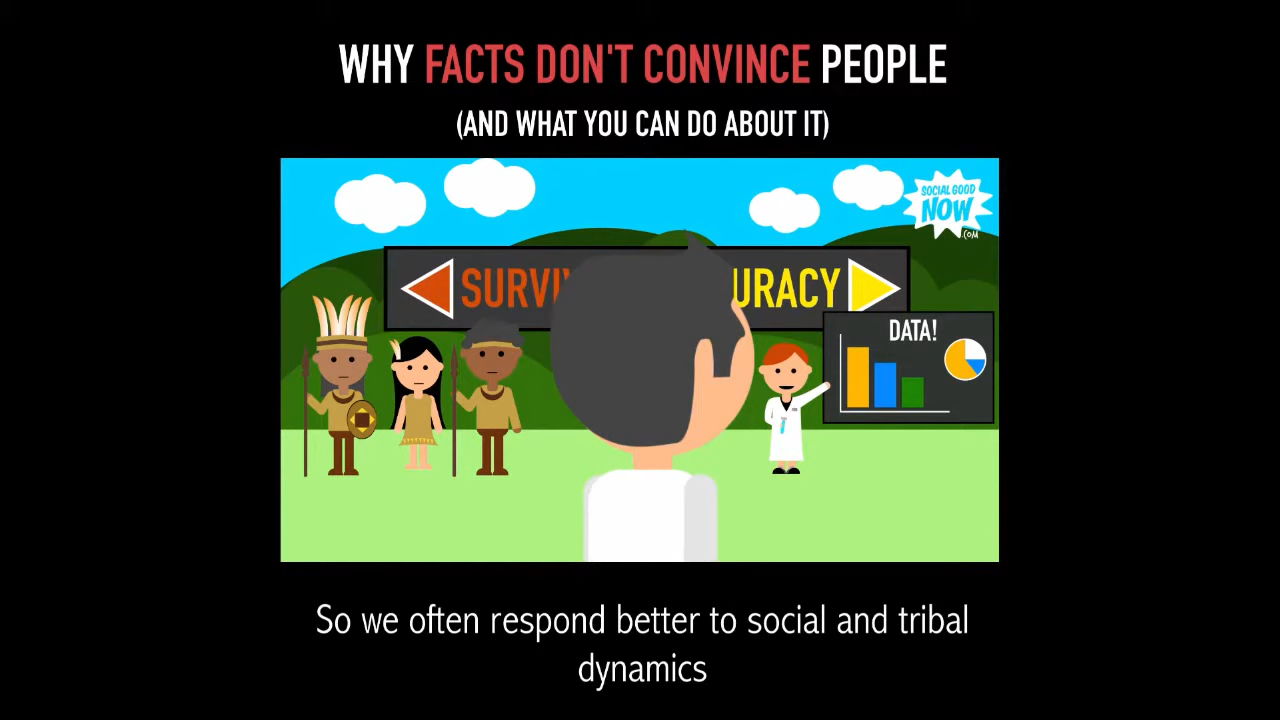 WHY FACTS DON'T CONVINCE PEOPLE
(AND WHAT YOU CAN DO ABOUT IT)
SOCIAL GOOD
NOW
.COM
DATA!
So we often respond better to social and tribal
dynamics